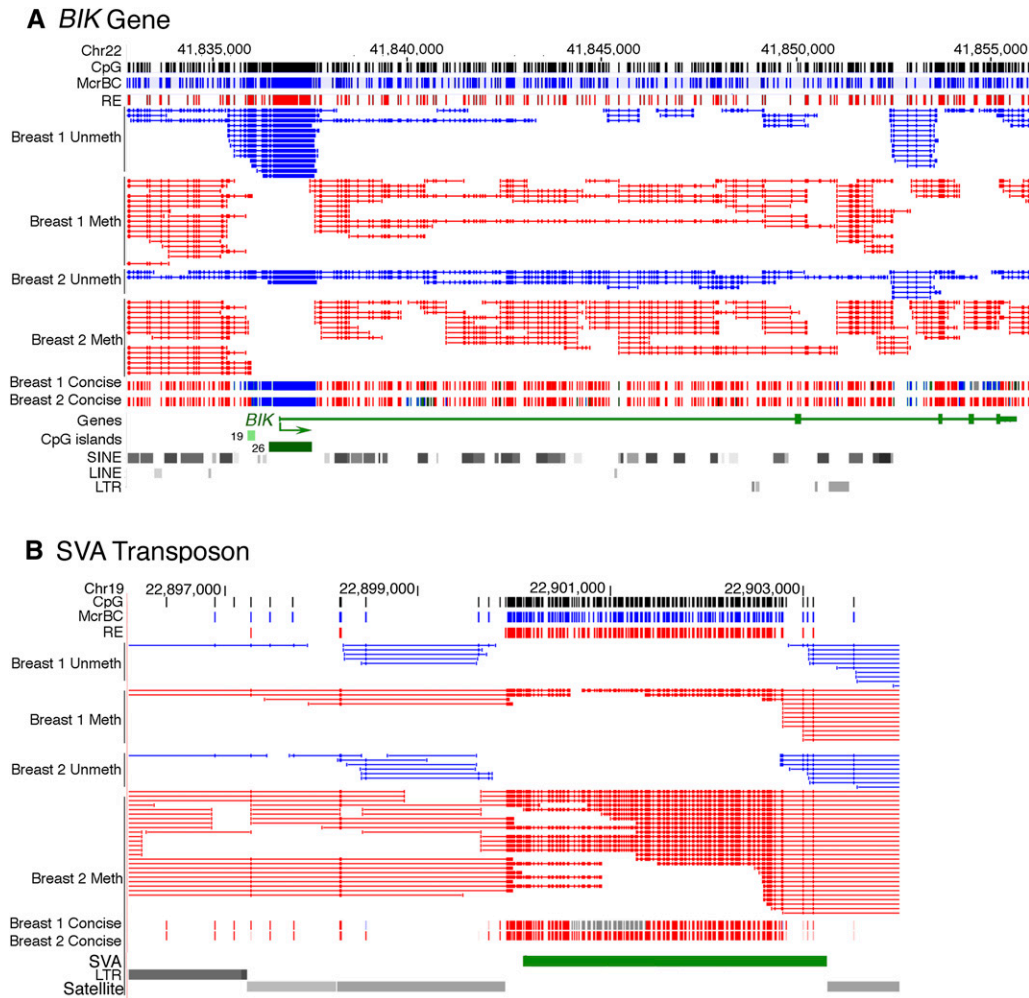 A BIK Gene
Chr22 41,835,000 41,840,000 41,845,000 41,850,000 41,855,000
CpG
McrBC
RE
Breast 1 Unmeth
Breast 1 Meth
Breast 2 Unmeth
Breast 2 Meth
Breast 1 Concise
Breast 2 Concise
Genes BIK
CpG islands 19 26
SINE
LINE
LTR
B SVA Transposon
Chr19 22,897,000 22,899,000 22,901,000 22,903,000
CpG
McrBC
RE
Breast 1 Unmeth
Breast 1 Meth
Breast 2 Unmeth
Breast 2 Meth
Breast 1 Concise
Breast 2 Concise
SVA
LTR
Satellite